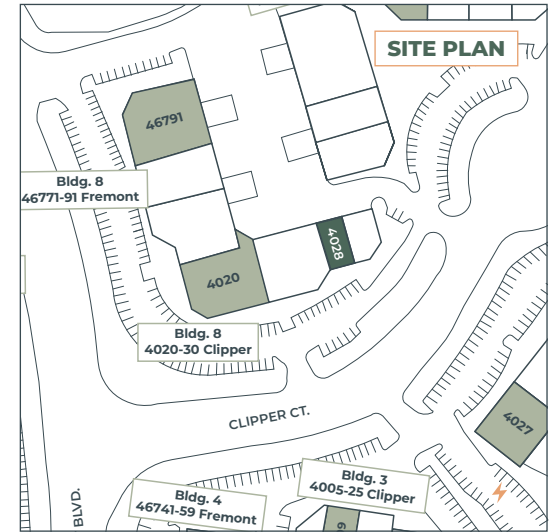 SITE PLAN
46791
Bldg. 8
46771-91 Fremont
4028
4020
Bldg. 8
4020-30 Clipper
CLIPPER CT.
4027
Bldg. 3
4005-25 Clipper
Bldg. 4
46741-59 Fremont
BLVD.